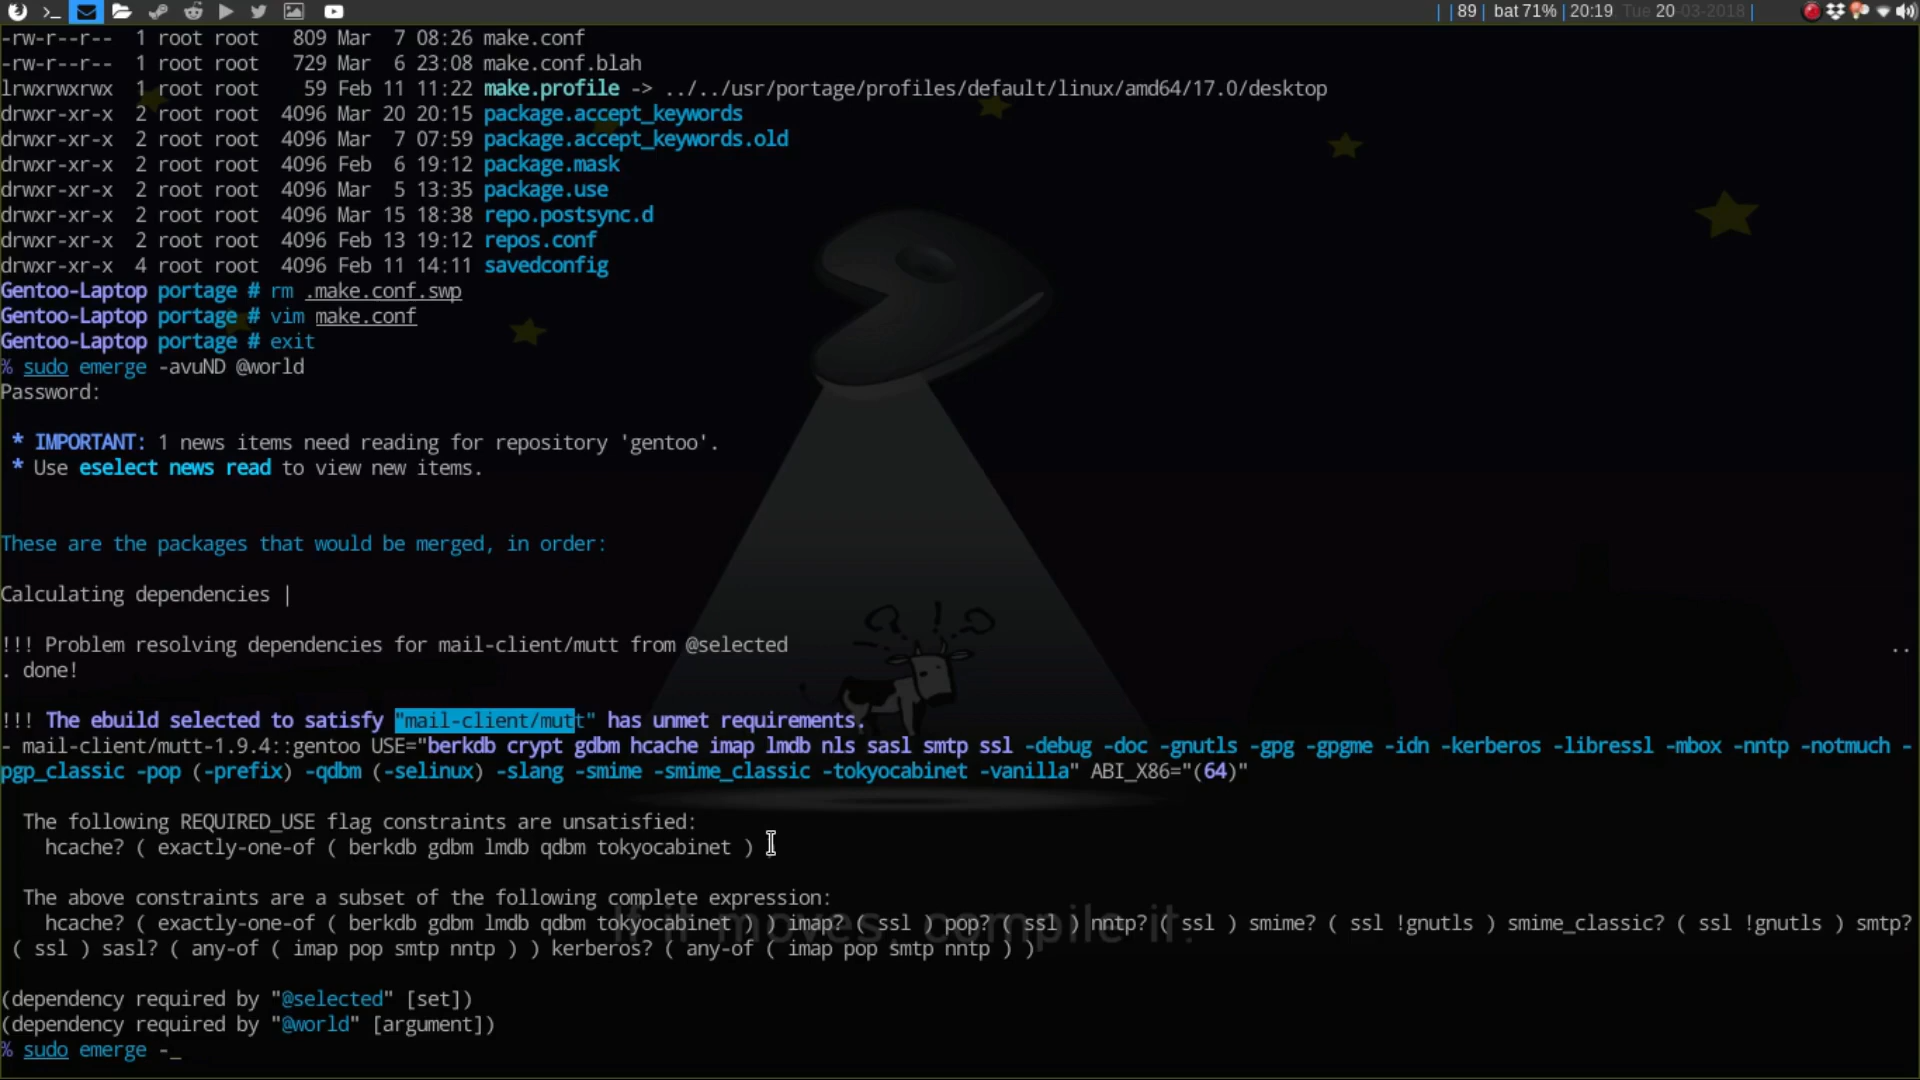 | | 89 | bat 71% | 20:19 Tue 20-03-2018 |
-rw-r--r-- 1 root root 809 Mar 7 08:26 make.conf
-rw-r--r-- 1 root root 729 Mar 6 23:08 make.conf.blah
lrwxrwxrwx 1 root root 59 Feb 11 11:22 make.profile -> ../../usr/portage/profiles/default/linux/amd64/17.0/desktop
drwxr-xr-x 2 root root 4096 Mar 20 20:15 package.accept_keywords
drwxr-xr-x 2 root root 4096 Mar 7 07:59 package.accept_keywords.old
drwxr-xr-x 2 root root 4096 Feb 6 19:12 package.mask
drwxr-xr-x 2 root root 4096 Mar 5 13:35 package.use
drwxr-xr-x 2 root root 4096 Mar 15 18:38 repo.postsync.d
drwxr-xr-x 2 root root 4096 Feb 13 19:12 repos.conf
drwxr-xr-x 4 root root 4096 Feb 11 14:11 savedconfig
Gentoo-Laptop portage # rm .make.conf.swp
Gentoo-Laptop portage # vim make.conf
Gentoo-Laptop portage # exit
% sudo emerge -avuND @world
Password:
* IMPORTANT: 1 news items need reading for repository 'gentoo'.
* Use eselect news read to view new items.
These are the packages that would be merged, in order:
Calculating dependencies |
!!! Problem resolving dependencies for mail-client/mutt from @selected ..
. done!
!!! The ebuild selected to satisfy "mail-client/mutt" has unmet requirements.
- mail-client/mutt-1.9.4::gentoo USE="berkdb crypt gdbm hcache imap lmdb nls sasl smtp ssl -debug -doc -gnutls -gpg -gpgme -idn -kerberos -libressl -mbox -nntp -notmuch -
pgp_classic -pop (-prefix) -qdbm (-selinux) -slang -smime -smime_classic -tokyocabinet -vanilla" ABI_X86="(64)"
The following REQUIRED_USE flag constraints are unsatisfied:
hcache? ( exactly-one-of ( berkdb gdbm lmdb qdbm tokyocabinet )
The above constraints are a subset of the following complete expression:
hcache? ( exactly-one-of ( berkdb gdbm lmdb qdbm tokyocabinet ) ) imap? ( ssl ) pop? ( ssl ) nntp? ( ssl ) smime? ( ssl !gnutls ) smime_classic? ( ssl !gnutls ) smtp?
( ssl ) sasl? ( any-of ( imap pop smtp nntp ) ) kerberos? ( any-of ( imap pop smtp nntp ) )
If it moves, compile it.
(dependency required by "@selected" [set])
(dependency required by "@world" [argument])
% sudo emerge -_